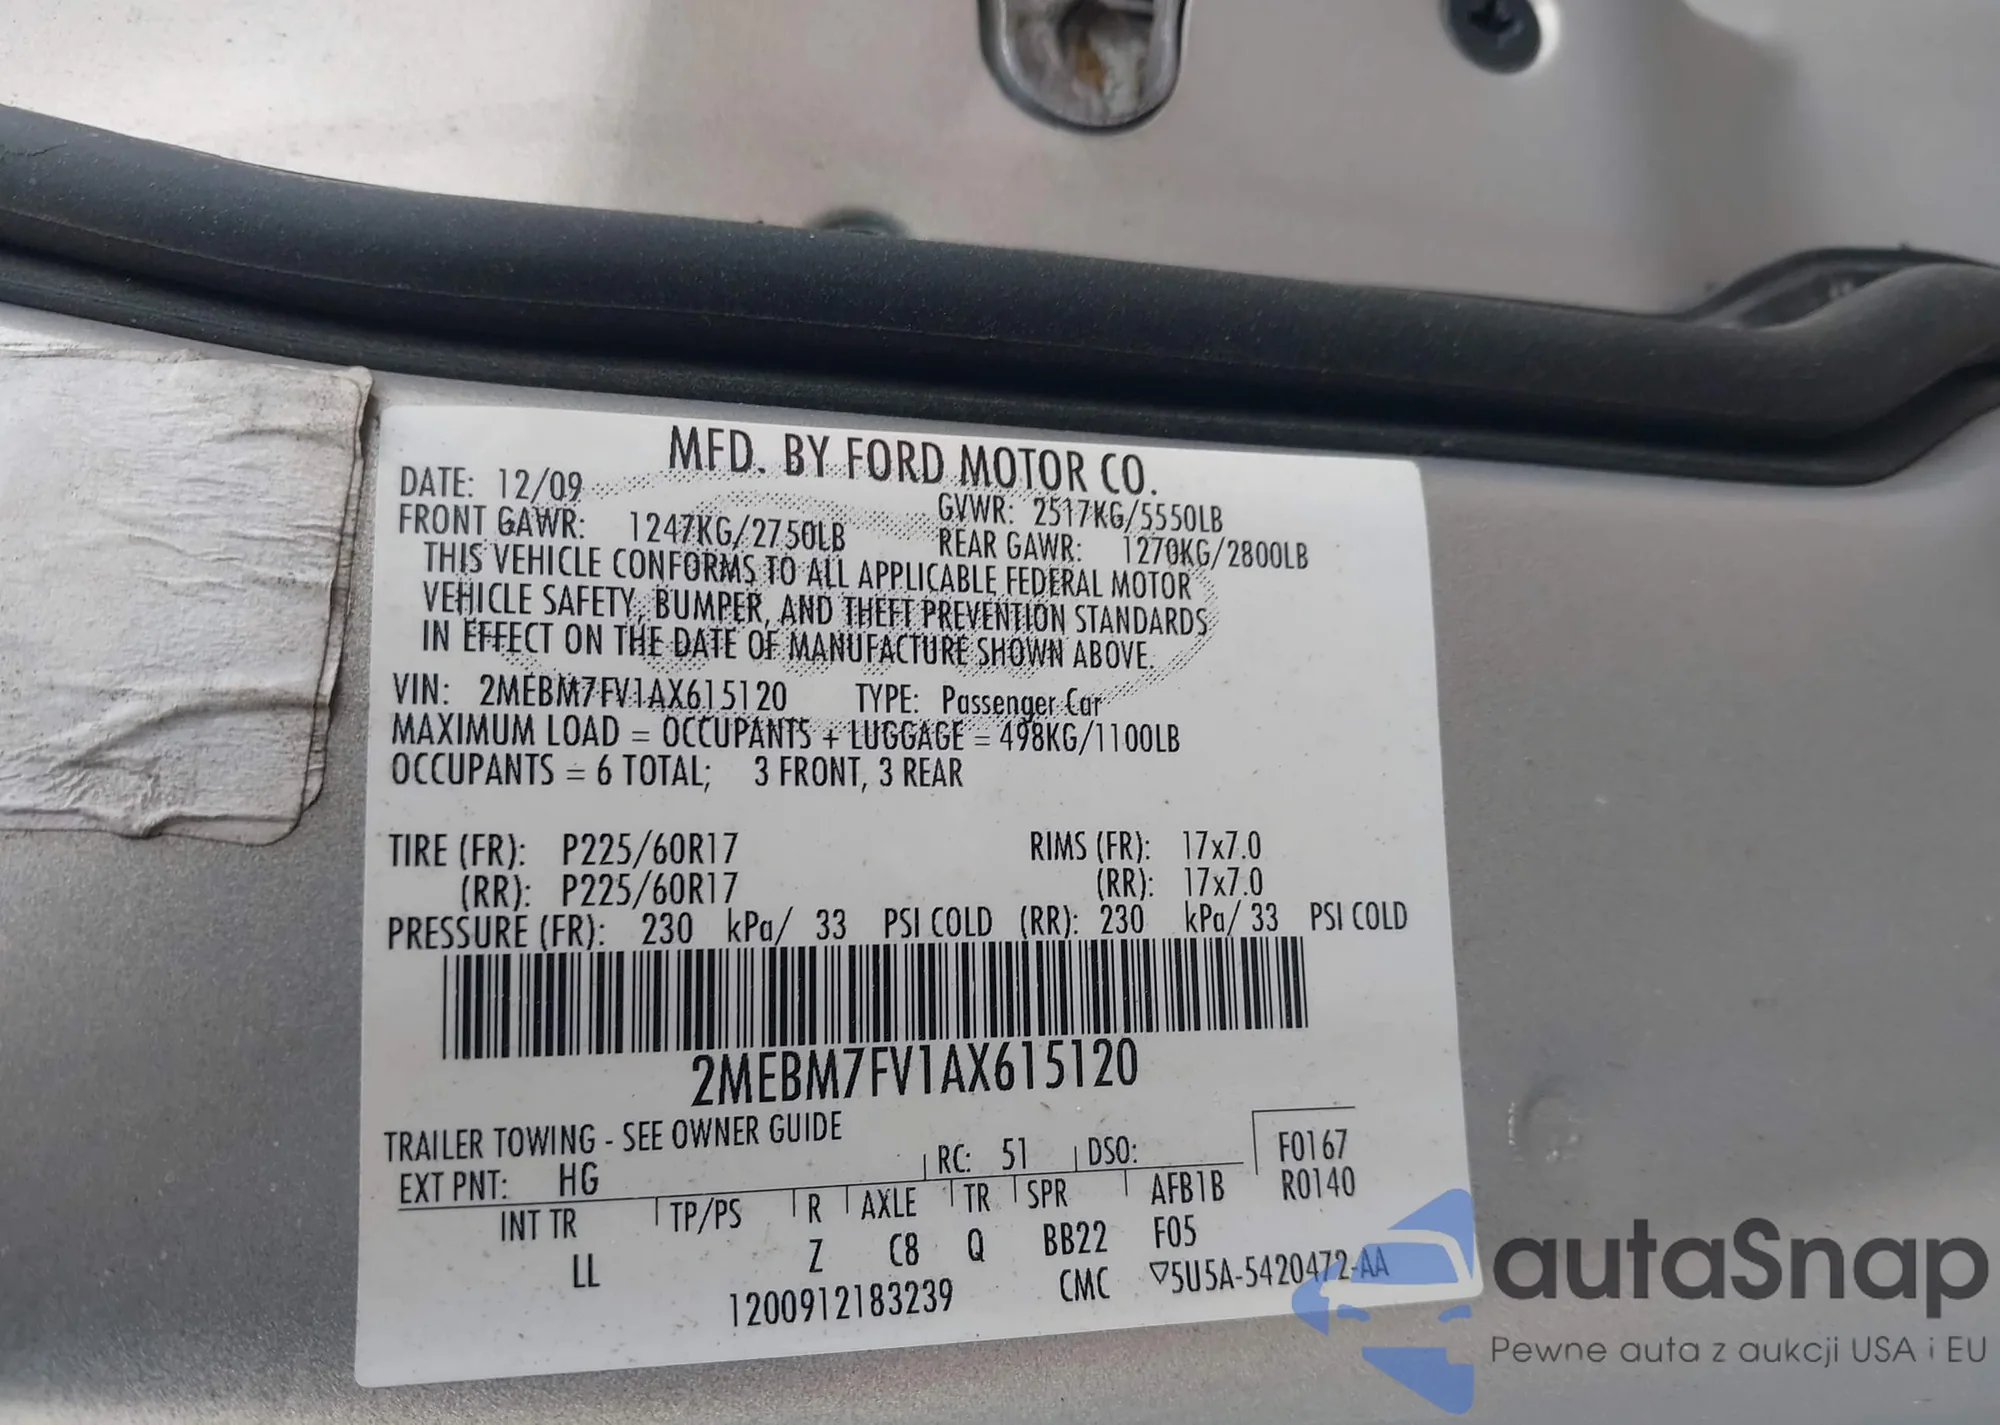 MFD. BY FORD MOTOR CO.
DATE: 12/09
GVWR: 2517KG/5550LB
FRONT GAWR: 1247KG/2750LB
REAR GAWR: 1270KG/2800LB
THIS VEHICLE CONFORMS TO ALL APPLICABLE FEDERAL MOTOR
VEHICLE SAFETY, BUMPER, AND THEFT PREVENTION STANDARDS
IN EFFECT ON THE DATE OF MANUFACTURE SHOWN ABOVE.
VIN: 2MEBM7FV1AX615120 TYPE: Passenger Car
MAXIMUM LOAD = OCCUPANTS + LUGGAGE = 498KG/1100LB
OCCUPANTS = 6 TOTAL; 3 FRONT, 3 REAR
TIRE (FR): P225/60R17 RIMS (FR): 17x7.0
(RR): P225/60R17 (RR): 17x7.0
PRESSURE (FR): 230 kPa/ 33 PSI COLD (RR): 230 kPa/ 33 PSI COLD
2MEBM7FV1AX615120
TRAILER TOWING - SEE OWNER GUIDE
EXT PNT: HG RC: 51 DSO: F0167
R0140
INT TR TP/PS R AXLE TR SPR AFB1B
LL Z C8 Q BB22 F05
1200912183239 CMC ▽5U5A-5420472-AA
autaSnap
Pewne auta z aukcji USA i EU